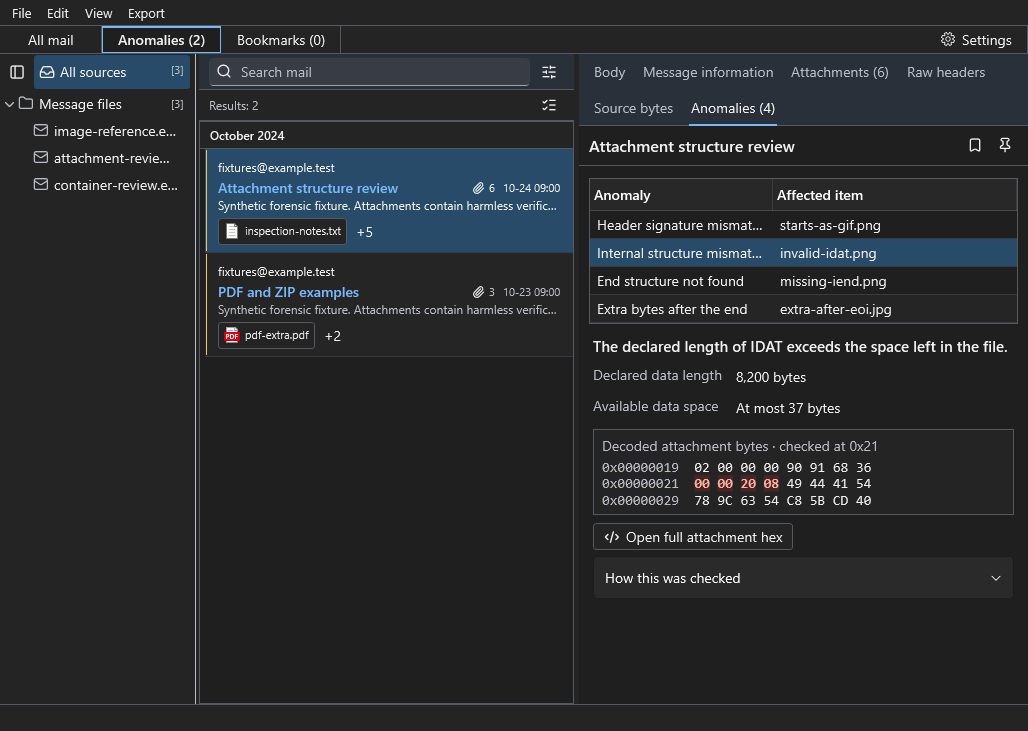 File Edit View Export
All mail Anomalies (2) Bookmarks (0) Settings
All sources [3]
Message files [3]
image-reference.e...
attachment-revie...
container-review.e...
Search mail
Results: 2
October 2024
fixtures@example.test
Attachment structure review 6 10-24 09:00
Synthetic forensic fixture. Attachments contain harmless verific...
inspection-notes.txt +5
fixtures@example.test
PDF and ZIP examples 3 10-23 09:00
Synthetic forensic fixture. Attachments contain harmless verific...
PDF pdf-extra.pdf +2
Body Message information Attachments (6) Raw headers
Source bytes Anomalies (4)
Attachment structure review
Anomaly Affected item
Header signature mismat... starts-as-gif.png
Internal structure mismat... invalid-idat.png
End structure not found missing-iend.png
Extra bytes after the end extra-after-eoi.jpg
The declared length of IDAT exceeds the space left in the file.
Declared data length 8,200 bytes
Available data space At most 37 bytes
Decoded attachment bytes · checked at 0x21
0x00000019 02 00 00 00 90 91 68 36
0x00000021 00 00 20 08 49 44 41 54
0x00000029 78 9C 63 54 C8 5B CD 40
</> Open full attachment hex
How this was checked